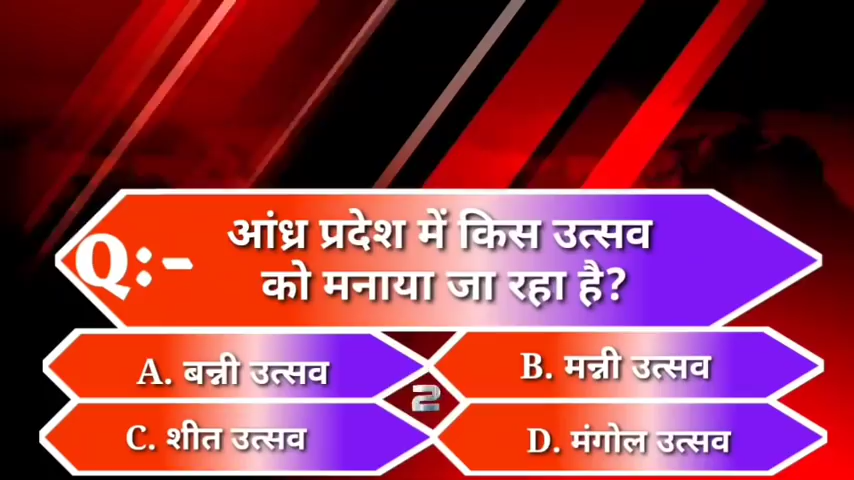 Q:-
आंध्र प्रदेश में किस उत्सव
को मनाया जा रहा है?
A. बन्नी उत्सव
B. मन्नी उत्सव
2
C. शीत उत्सव
D. मंगोल उत्सव